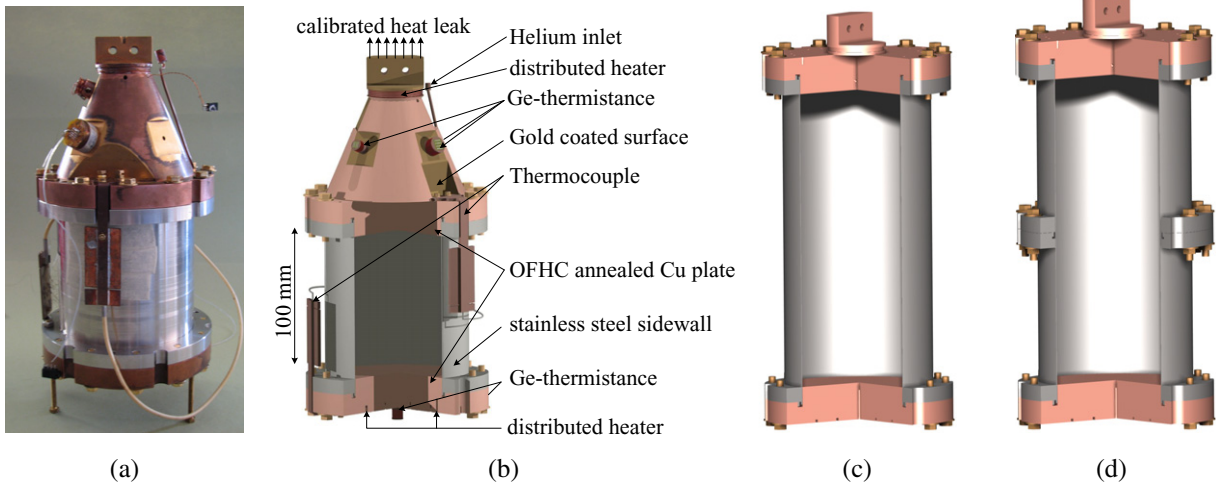 calibrated heat leak
Helium inlet
distributed heater
Ge-thermistance
Gold coated surface
Thermocouple
100 mm
OFHC annealed Cu plate
stainless steel sidewall
Ge-thermistance
distributed heater
(a)
(b)
(c)
(d)